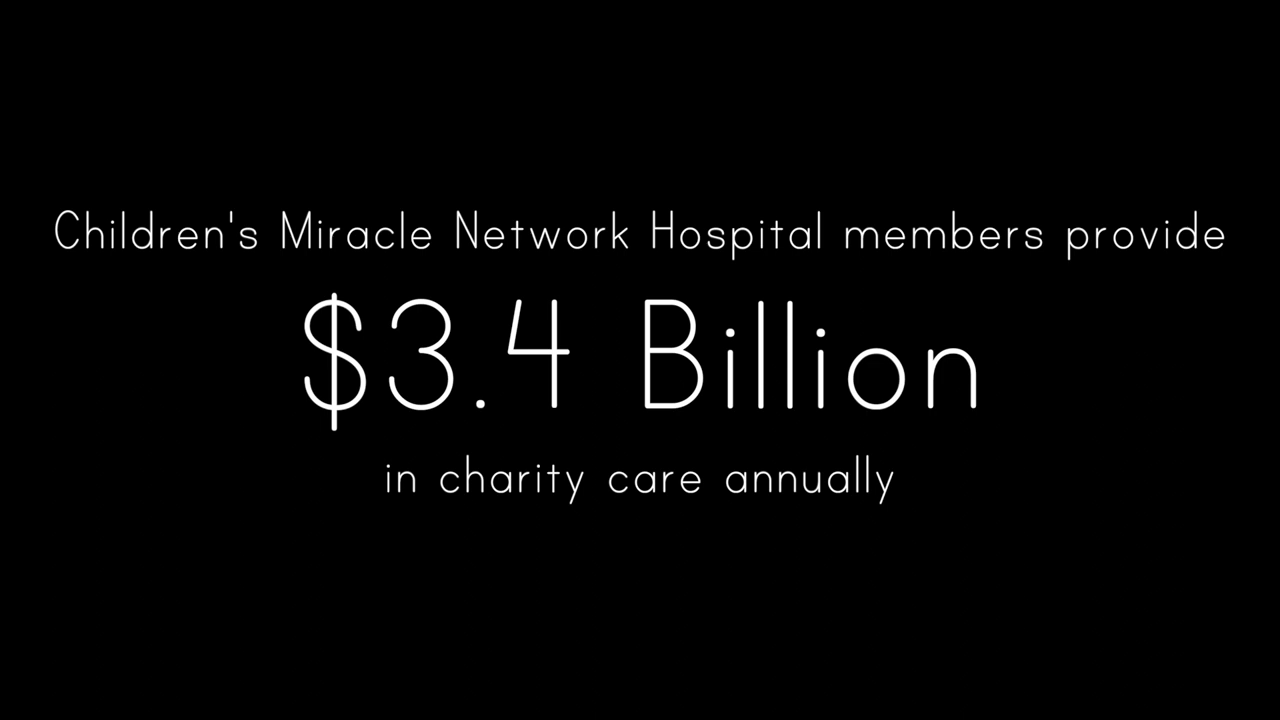 Children's Miracle Network Hospital members provide
$3.4 Billion
in charity care annually